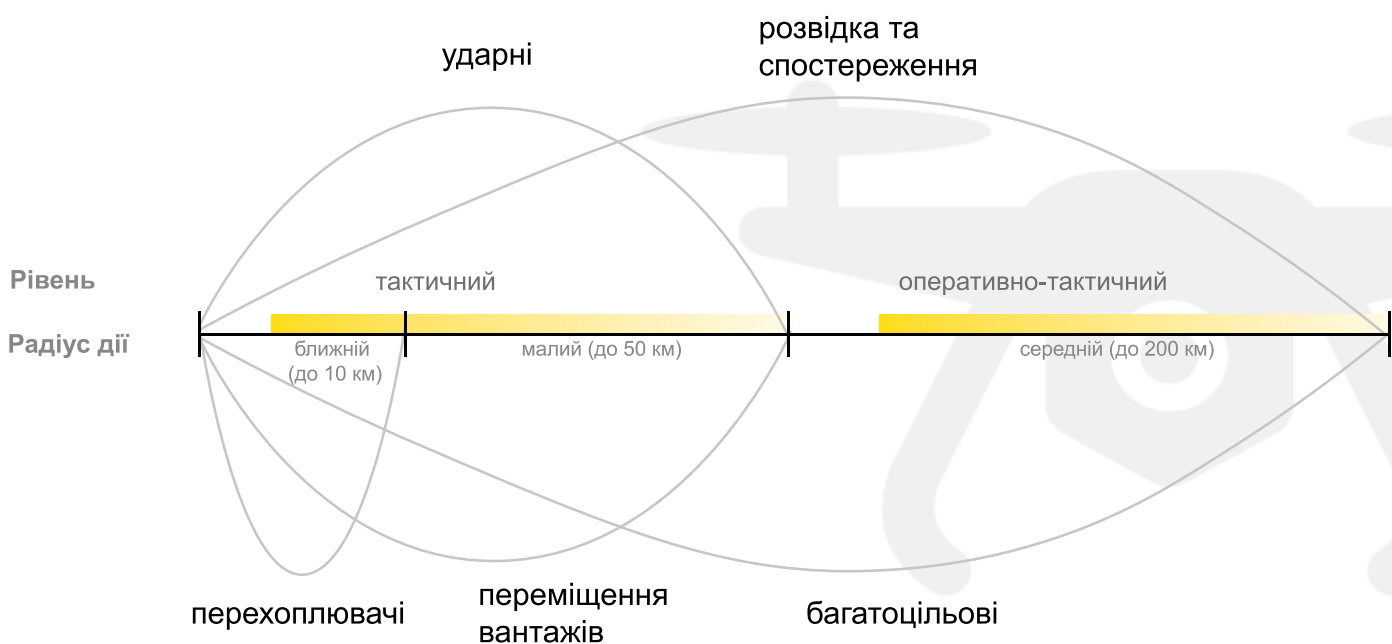 ударні
розвідка та
спостереження
Рівень
тактичний
оперативно-тактичний
Радіус дії
ближній
(до 10 км)
малий (до 50 км)
середній (до 200 км)
перехоплювачі
переміщення
вантажів
багатоцільові